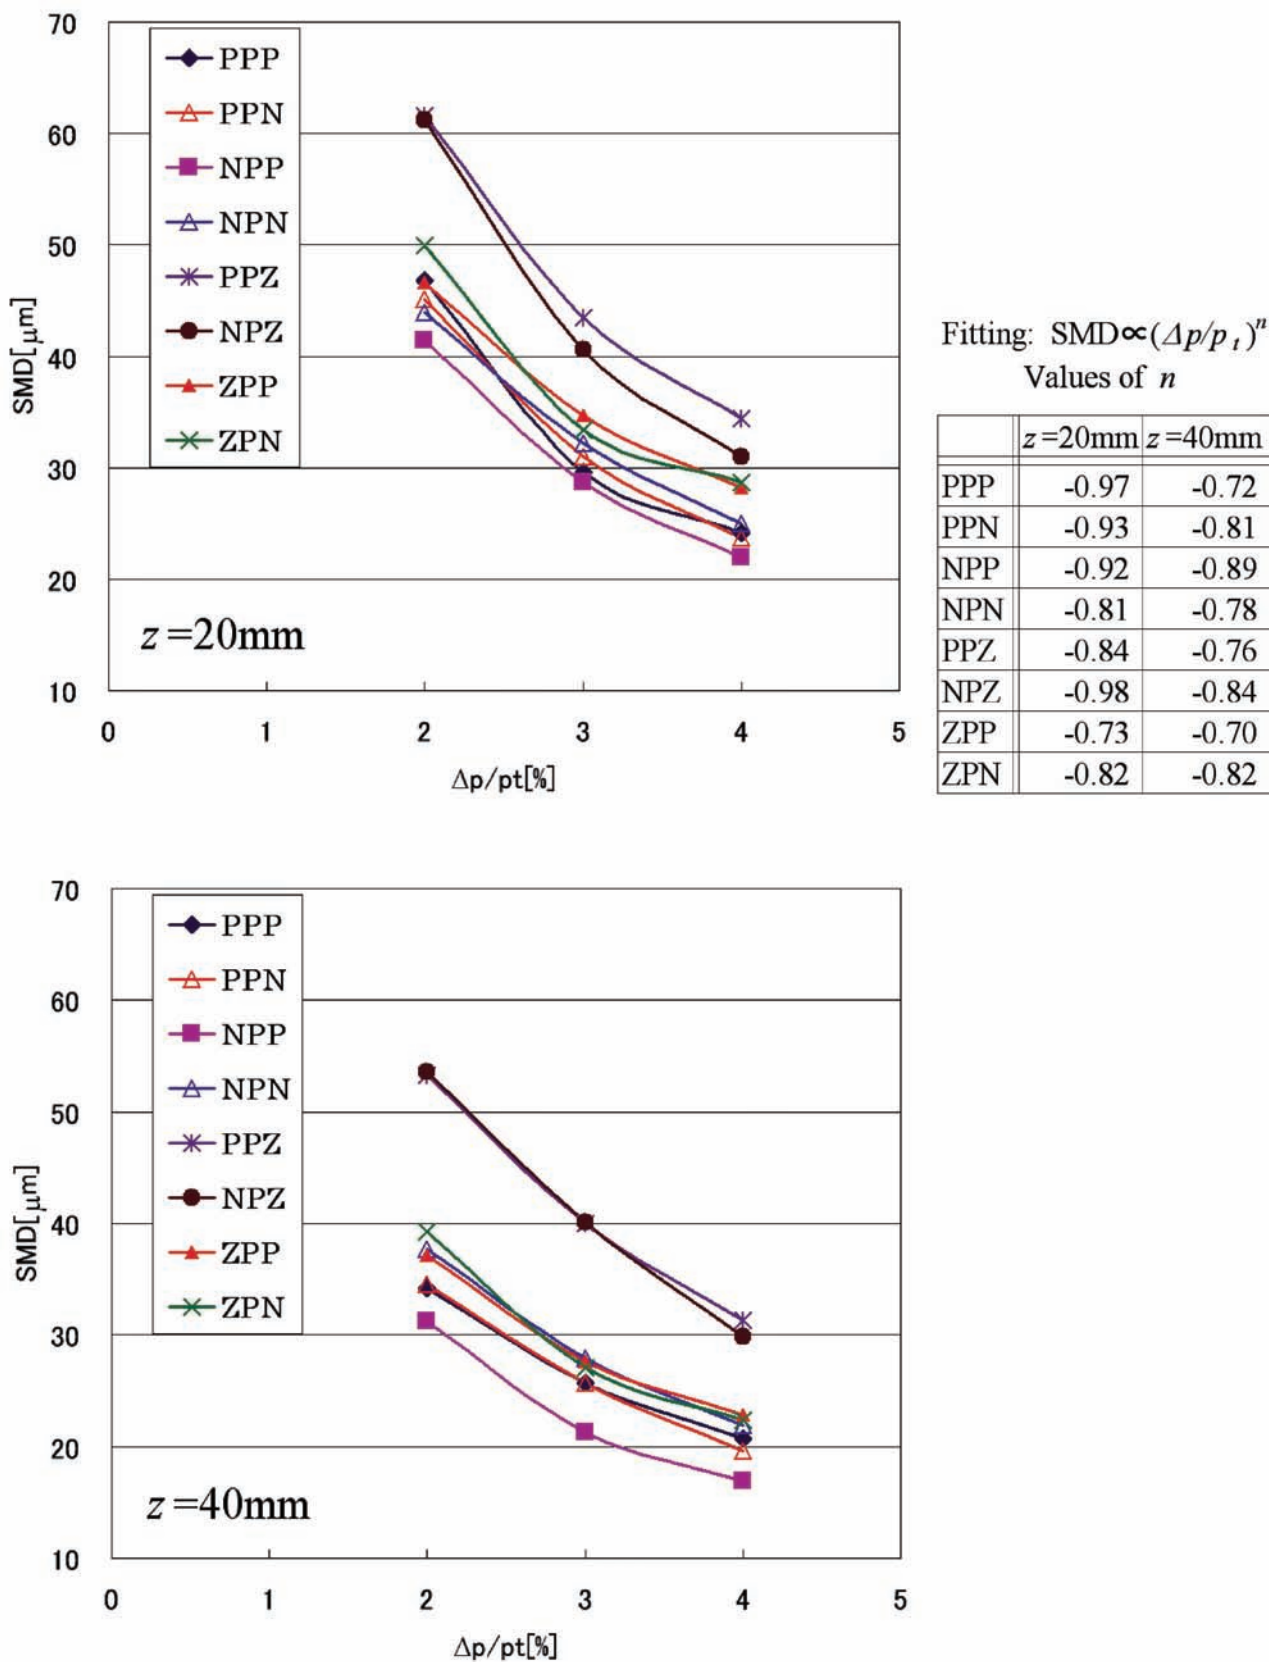 70
60
50
40
30
20
10
SMD[μm]
PPP
PPN
NPP
NPN
PPZ
NPZ
ZPP
ZPN
z=20mm
0 1 2 3 4 5
Δp/pt[%]
Fitting: SMD∝(Δp/p t)^n
Values of n
z=20mm z=40mm
PPP -0.97 -0.72
PPN -0.93 -0.81
NPP -0.92 -0.89
NPN -0.81 -0.78
PPZ -0.84 -0.76
NPZ -0.98 -0.84
ZPP -0.73 -0.70
ZPN -0.82 -0.82
70
60
50
40
30
20
10
SMD[μm]
PPP
PPN
NPP
NPN
PPZ
NPZ
ZPP
ZPN
z=40mm
0 1 2 3 4 5
Δp/pt[%]